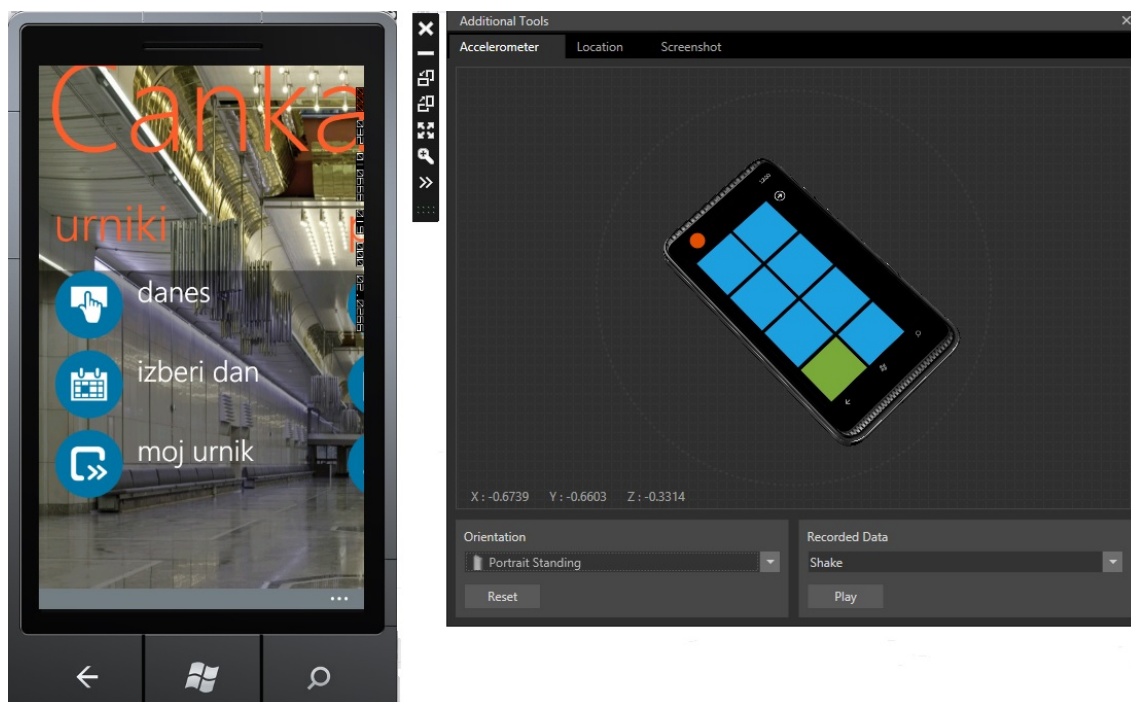 Canka
urniki
danes
izberi dan
moj urnik
...
Additional Tools
Accelerometer Location Screenshot
X : -0.6739 Y : -0.6603 Z : -0.3314
Orientation
Portrait Standing
Reset
Recorded Data
Shake
Play